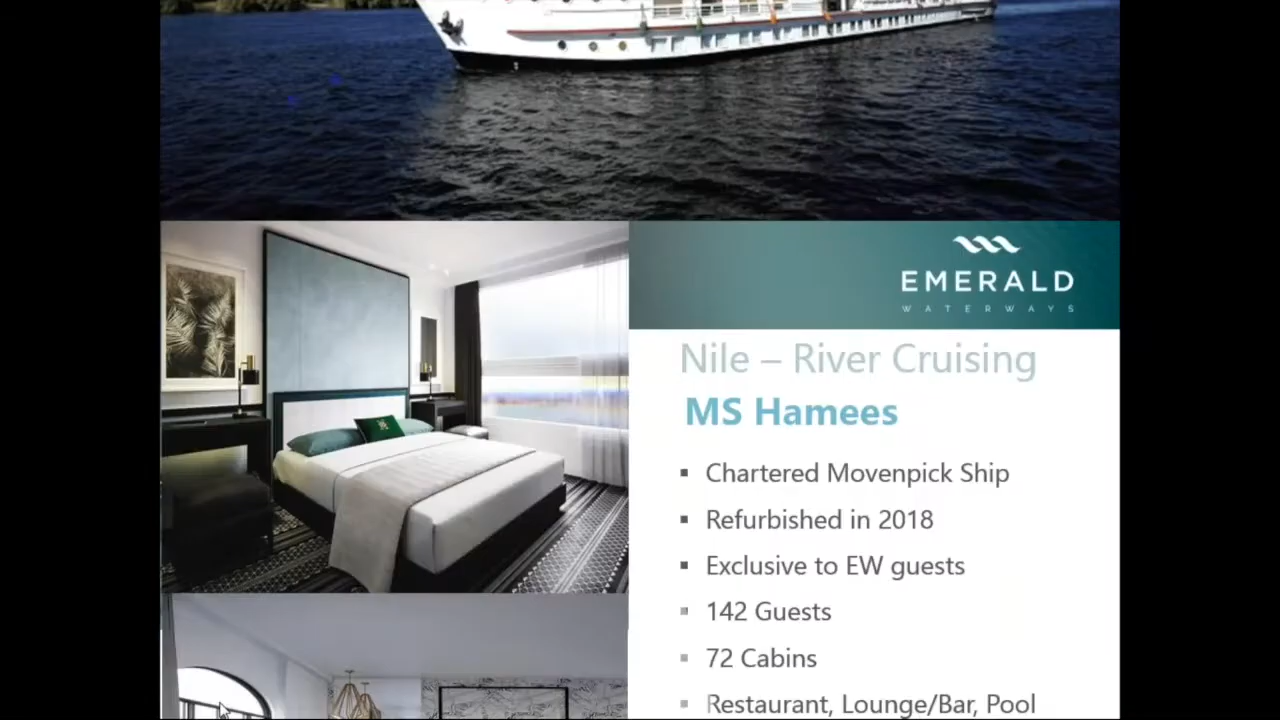 EMERALD
WATERWAYS
Nile – River Cruising
MS Hamees
▪ Chartered Movenpick Ship
▪ Refurbished in 2018
▪ Exclusive to EW guests
▪ 142 Guests
▪ 72 Cabins
▪ Restaurant, Lounge/Bar, Pool